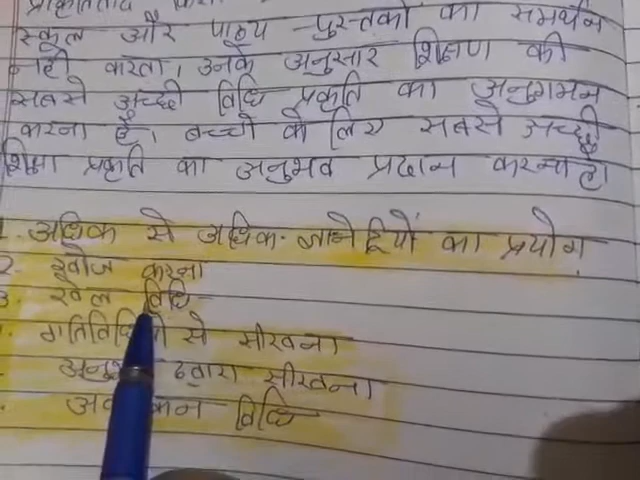 प्राकृतिवाद
स्कूल और पाठ्य पुस्तकों का समर्थन
नही करता। उनके अनुसार शिक्षण की
सबसे अच्छी विधि प्रकृति का अनुगमन
करना है। बच्चो के लिए सबसे अच्छी
शिक्षा प्रकृति का अनुभव प्रदान करना है।
1. अधिक से अधिक ज्ञानेंद्रियों का प्रयोग
2. खोज करना
3. खेल विधि
गतिविधियो से सीखना
द्वारा सीखना
विधि